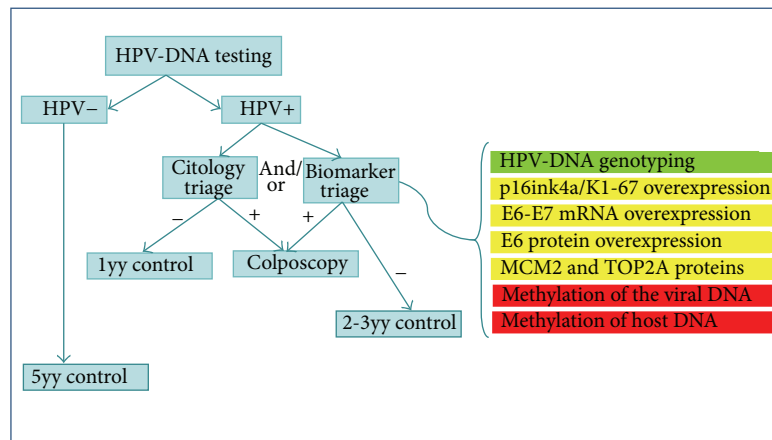 HPV-DNA testing
HPV−
HPV+
Citology
triage
And/
or
Biomarker
triage
−
+
+
−
1yy control
Colposcopy
2-3yy control
5yy control
HPV-DNA genotyping
p16ink4a/K1-67 overexpression
E6-E7 mRNA overexpression
E6 protein overexpression
MCM2 and TOP2A proteins
Methylation of the viral DNA
Methylation of host DNA